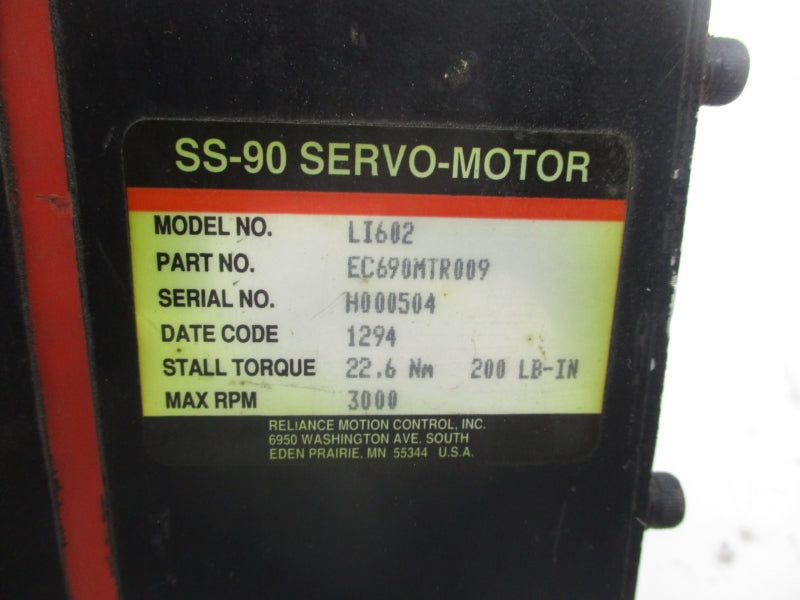 SS-90 SERVO-MOTOR
MODEL NO. LI602
PART NO. EC690MTR009
SERIAL NO. H000504
DATE CODE 1294
STALL TORQUE 22.6 Nm 200 LB-IN
MAX RPM 3000
RELIANCE MOTION CONTROL, INC.
6950 WASHINGTON AVE. SOUTH
EDEN PRAIRIE, MN 55344 U.S.A.